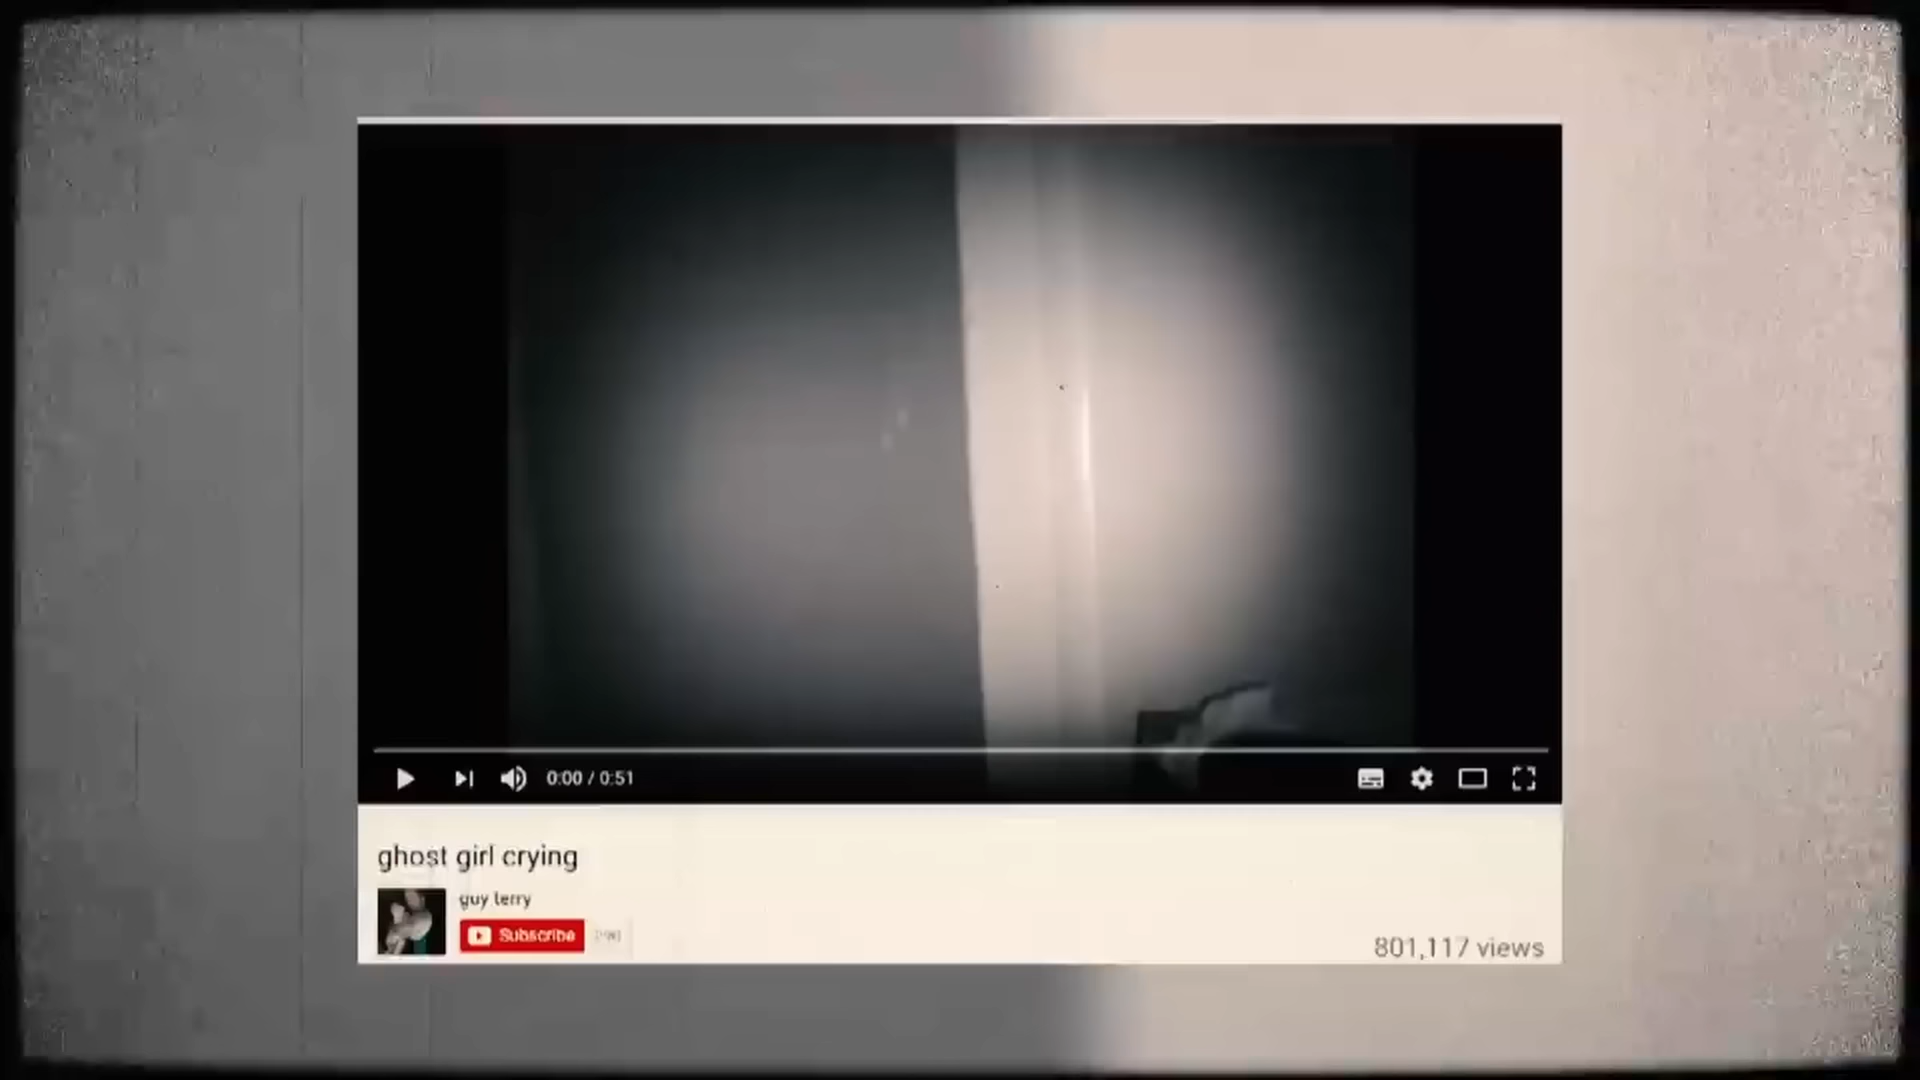 0:00 / 0:51
ghost girl crying
guy terry
Subscribe
801,117 views